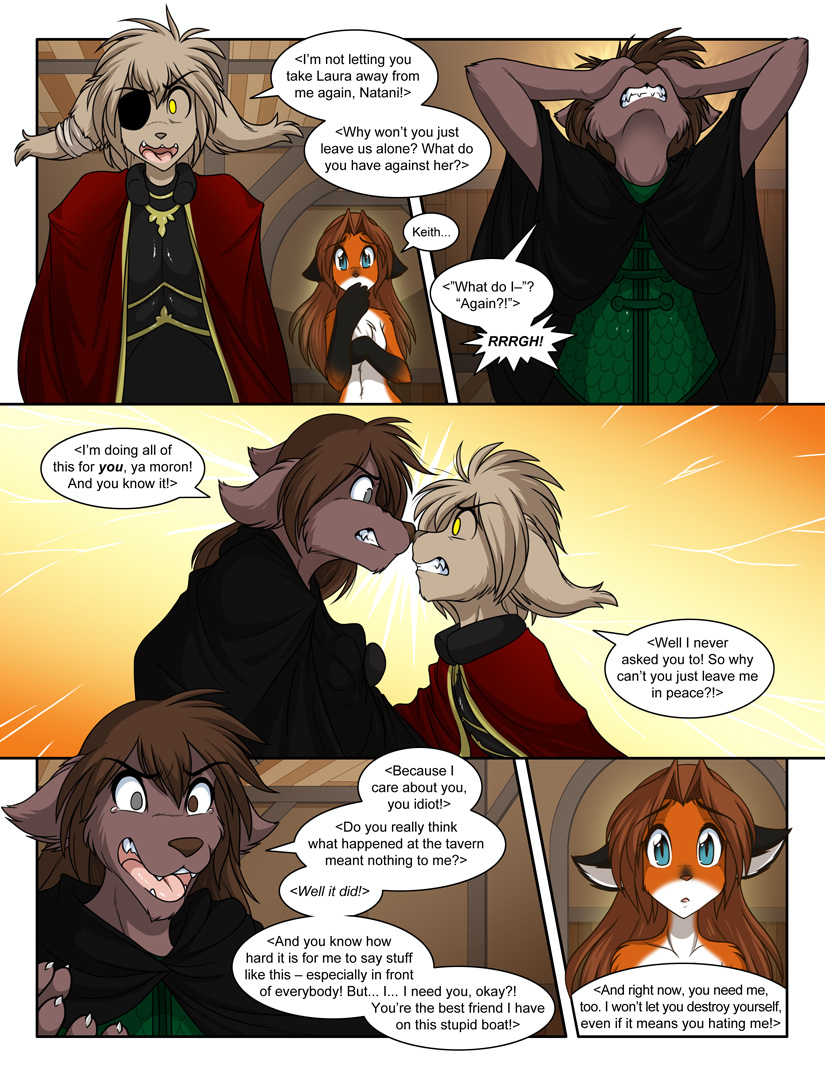 <I'm not letting you
take Laura away from
me again, Natani!>
<Why won't you just
leave us alone? What do
you have against her?>
Keith...
<"What do I–"?
"Again?!">
RRRGH!
<I'm doing all of
this for you, ya moron!
And you know it!>
<Well I never
asked you to! So why
can't you just leave me
in peace?!>
<Because I
care about you,
you idiot!>
<Do you really think
what happened at the tavern
meant nothing to me?>
<Well it did!>
<And you know how
hard it is for me to say stuff
like this – especially in front
of everybody! But... I... I need you, okay?!
You're the best friend I have
on this stupid boat!>
<And right now, you need me,
too. I won't let you destroy yourself,
even if it means you hating me!>